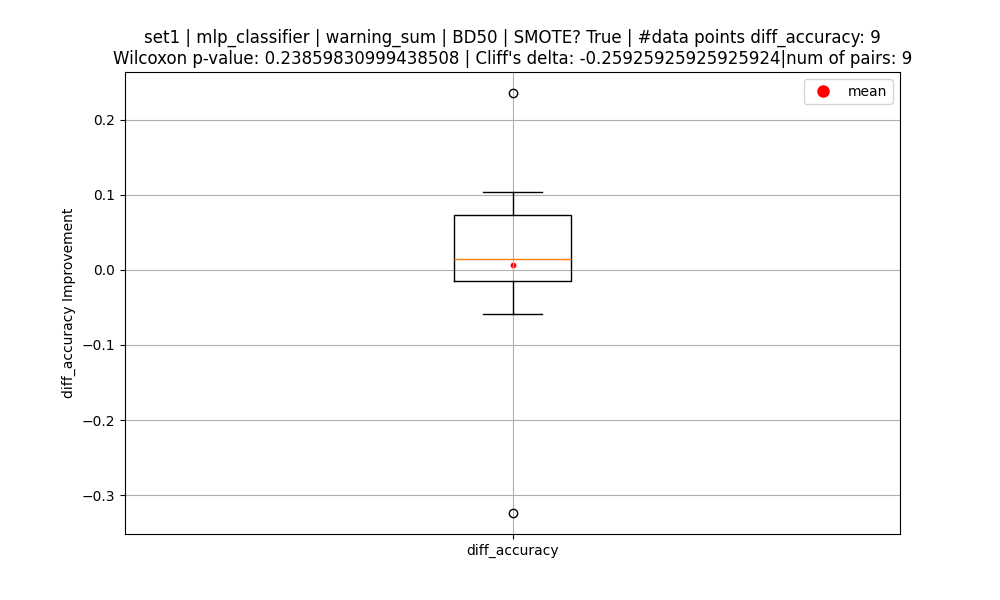 set1 | mlp_classifier | warning_sum | BD50 | SMOTE? True | #data points diff_accuracy: 9
Wilcoxon p-value: 0.23859830999438508 | Cliff's delta: -0.25925925925925924|num of pairs: 9
mean
0.2
0.1
0.0
−0.1
−0.2
−0.3
diff_accuracy Improvement
diff_accuracy